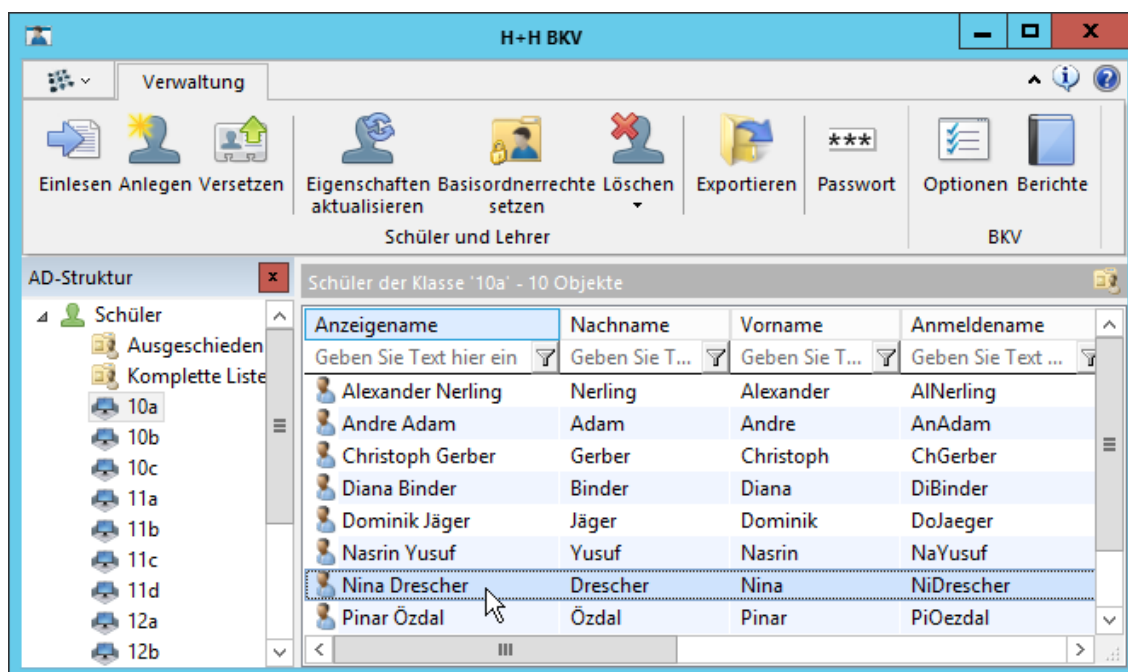 H+H BKV
Verwaltung
Einlesen Anlegen Versetzen Eigenschaften aktualisieren Basisordnerrechte setzen Löschen Exportieren *** Passwort Optionen Berichte
Schüler und Lehrer BKV
AD-Struktur
Schüler
Ausgeschieden
Komplette Liste
10a
10b
10c
11a
11b
11c
11d
12a
12b
Schüler der Klasse '10a' - 10 Objekte
Anzeigename Nachname Vorname Anmeldename
Geben Sie Text hier ein Geben Sie T... Geben Sie T... Geben Sie Text ...
Alexander Nerling Nerling Alexander AlNerling
Andre Adam Adam Andre AnAdam
Christoph Gerber Gerber Christoph ChGerber
Diana Binder Binder Diana DiBinder
Dominik Jäger Jäger Dominik DoJaeger
Nasrin Yusuf Yusuf Nasrin NaYusuf
Nina Drescher Drescher Nina NiDrescher
Pinar Özdal Özdal Pinar PiOezdal